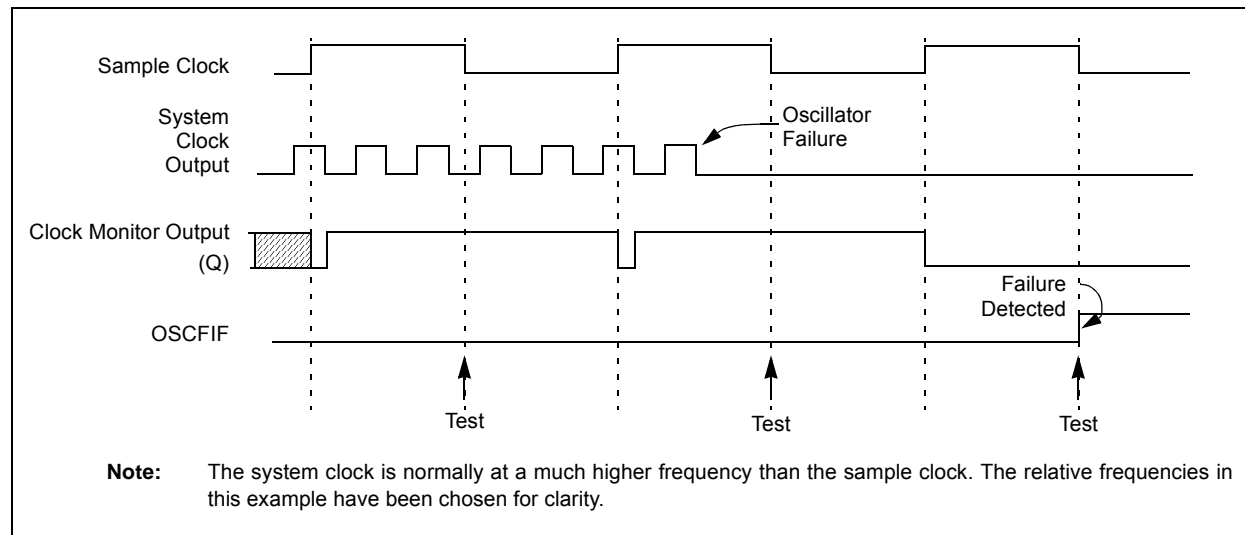 Sample Clock
System
Clock
Output
Oscillator
Failure
Clock Monitor Output
(Q)
Failure
Detected
OSCFIF
Test
Test
Test
Note: The system clock is normally at a much higher frequency than the sample clock. The relative frequencies in
this example have been chosen for clarity.